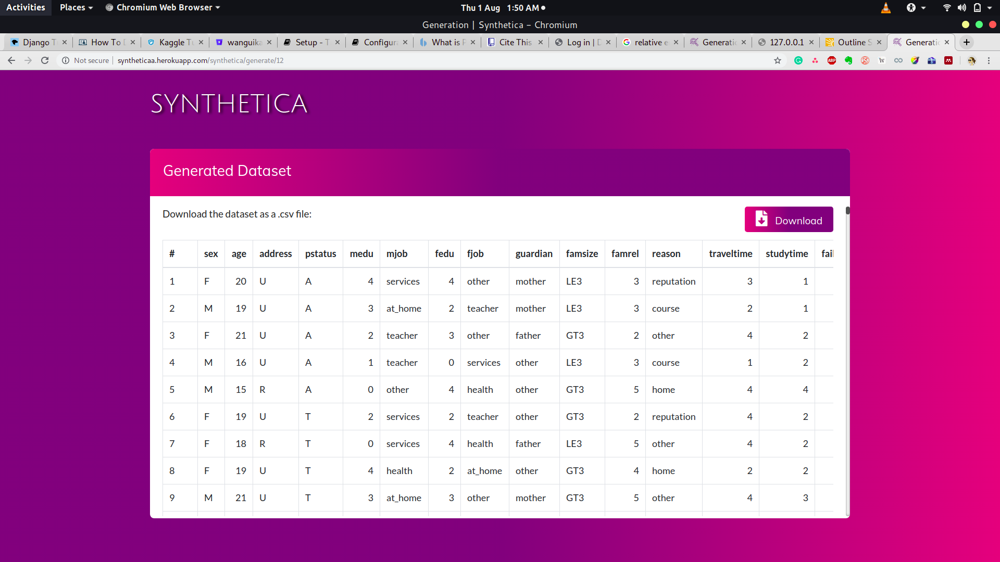 Activities Places Chromium Web Browser Thu 1 Aug 1:50 AM
Generation | Synthetica - Chromium
Django T How To Kaggle Tu wanguika Setup - T Configura What is Cite This Log in | relative e Generatio 127.0.0.1 Outline S Generatio
Not secure | syntheticaa.herokuapp.com/synthetica/generate/12
SYNTHETICA
Generated Dataset
Download the dataset as a .csv file: Download
# sex age address pstatus medu mjob fedu fjob guardian famsize famrel reason traveltime studytime fail
1 F 20 U A 4 services 4 other mother LE3 3 reputation 3 1
2 M 19 U A 3 at_home 2 teacher mother LE3 3 course 2 1
3 F 21 U A 2 teacher 3 other father GT3 2 other 4 2
4 M 16 U A 1 teacher 0 services other LE3 3 course 1 2
5 M 15 R A 0 other 4 health other GT3 5 home 4 4
6 F 19 U T 2 services 2 teacher other GT3 2 reputation 4 2
7 F 18 R T 0 services 4 health father LE3 5 other 4 2
8 F 19 U T 4 health 2 at_home other GT3 4 home 2 2
9 M 21 U T 3 at_home 3 other mother GT3 5 other 4 3